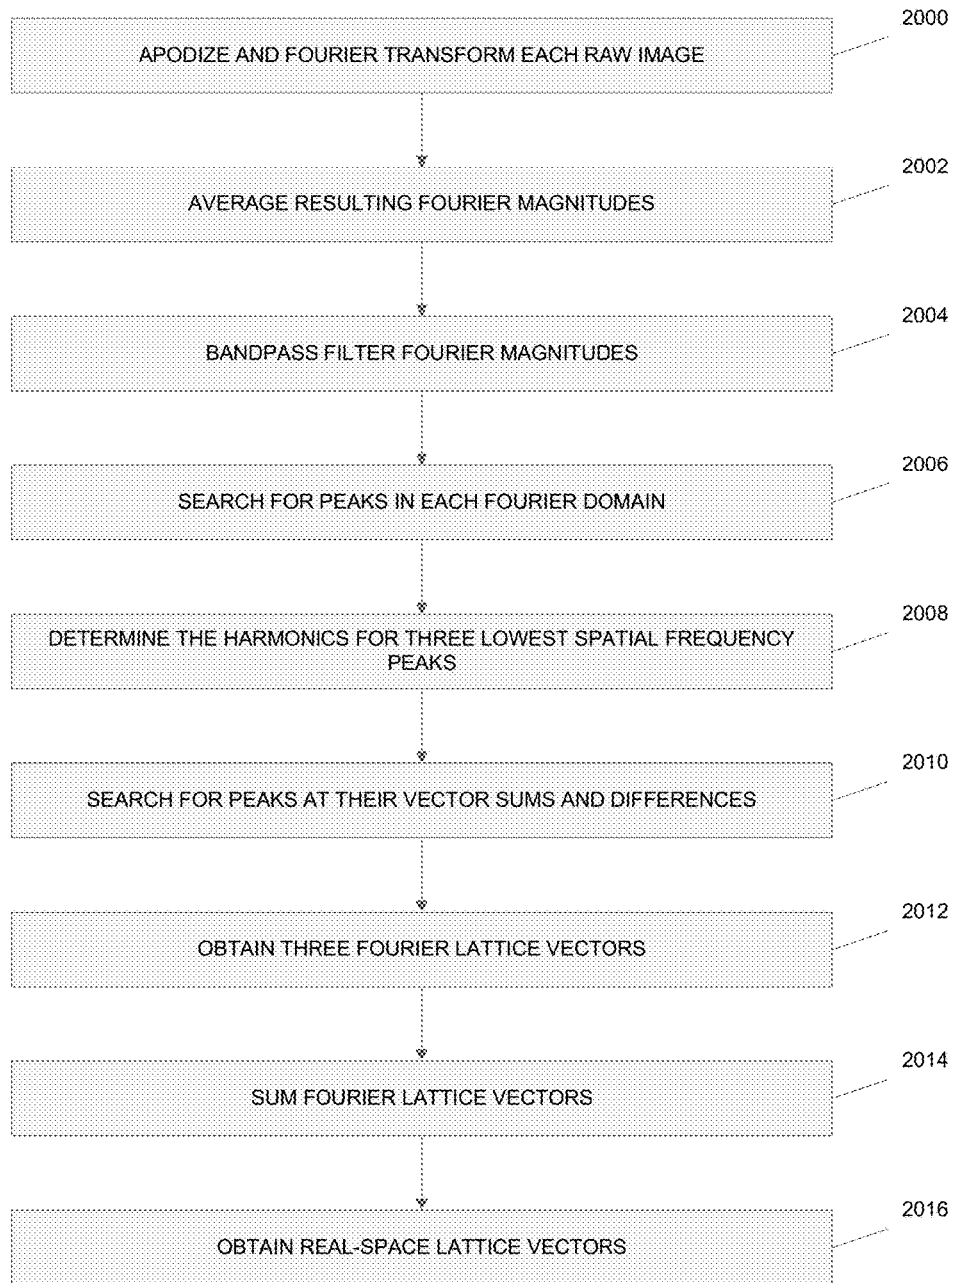 2000
APODIZE AND FOURIER TRANSFORM EACH RAW IMAGE
2002
AVERAGE RESULTING FOURIER MAGNITUDES
2004
BANDPASS FILTER FOURIER MAGNITUDES
2006
SEARCH FOR PEAKS IN EACH FOURIER DOMAIN
2008
DETERMINE THE HARMONICS FOR THREE LOWEST SPATIAL FREQUENCY
PEAKS
2010
SEARCH FOR PEAKS AT THEIR VECTOR SUMS AND DIFFERENCES
2012
OBTAIN THREE FOURIER LATTICE VECTORS
2014
SUM FOURIER LATTICE VECTORS
2016
OBTAIN REAL-SPACE LATTICE VECTORS